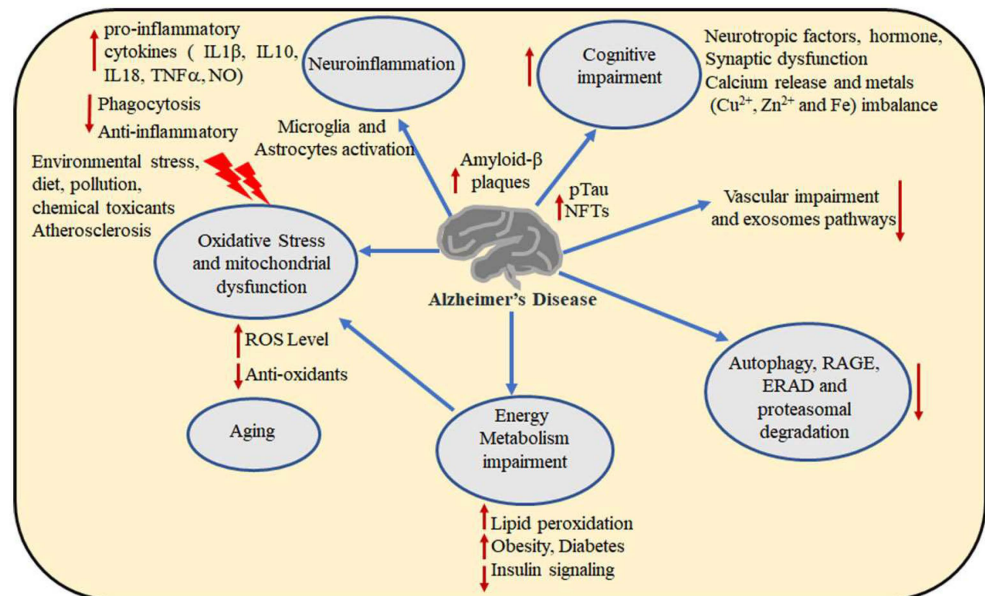 pro-inflammatory
cytokines ( IL1β, IL10,
IL18, TNFα, NO)
Phagocytosis
Anti-inflammatory
Neuroinflammation
Microglia and
Astrocytes activation
Cognitive
impairment
Neurotropic factors, hormone,
Synaptic dysfunction
Calcium release and metals
(Cu²⁺, Zn²⁺ and Fe) imbalance
Environmental stress,
diet, pollution,
chemical toxicants
Atherosclerosis
Amyloid-β
plaques
pTau
NFTs
Vascular impairment
and exosomes pathways
Oxidative Stress
and mitochondrial
dysfunction
Alzheimer’s Disease
ROS Level
Anti-oxidants
Aging
Energy
Metabolism
impairment
Autophagy, RAGE,
ERAD and
proteasomal
degradation
Lipid peroxidation
Obesity, Diabetes
Insulin signaling